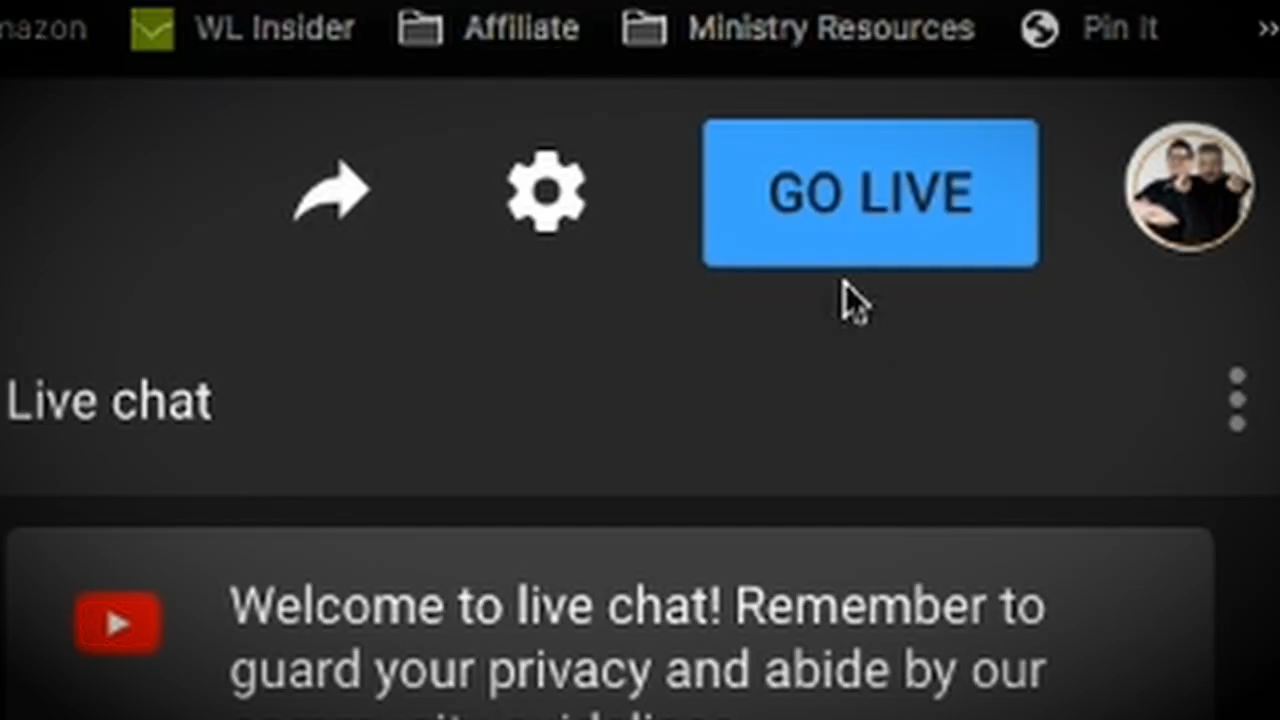 WL Insider Affiliate Ministry Resources Pin It »
GO LIVE
Live chat
Welcome to live chat! Remember to
guard your privacy and abide by our